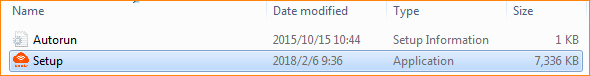 Name Date modified Type Size
Autorun 2015/10/15 10:44 Setup Information 1 KB
Setup 2018/2/6 9:36 Application 7,336 KB